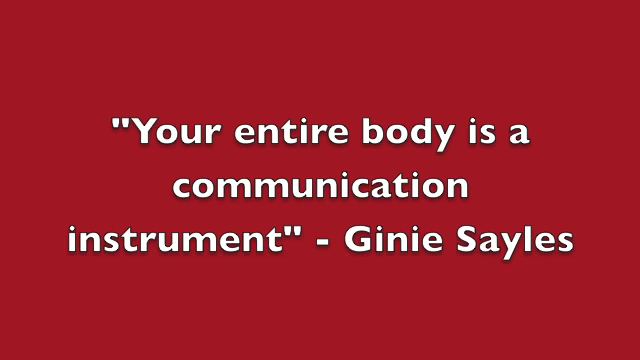 "Your entire body is a
communication
instrument" - Ginie Sayles